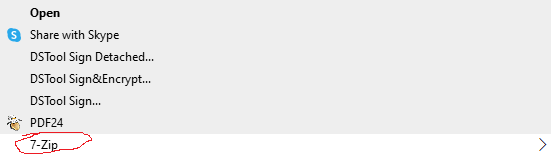 Open
Share with Skype
DSTool Sign Detached...
DSTool Sign&Encrypt...
DSTool Sign...
PDF24
7-Zip